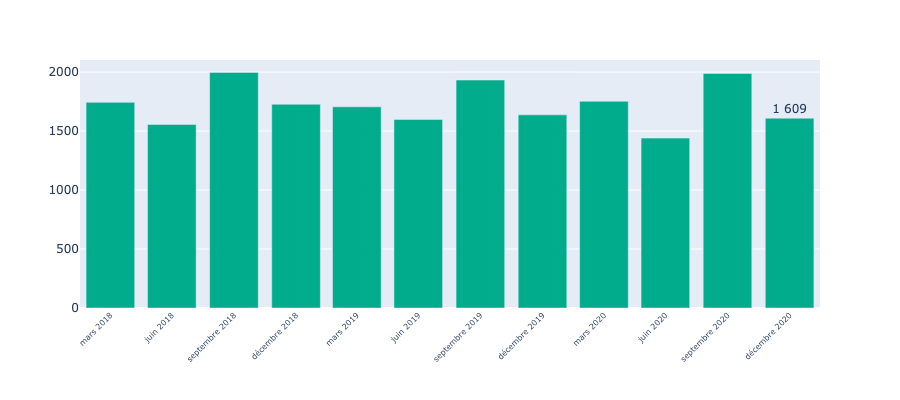 2000
1500
1000
500
0
1 609
mars 2018
juin 2018
septembre 2018
décembre 2018
mars 2019
juin 2019
septembre 2019
décembre 2019
mars 2020
juin 2020
septembre 2020
décembre 2020